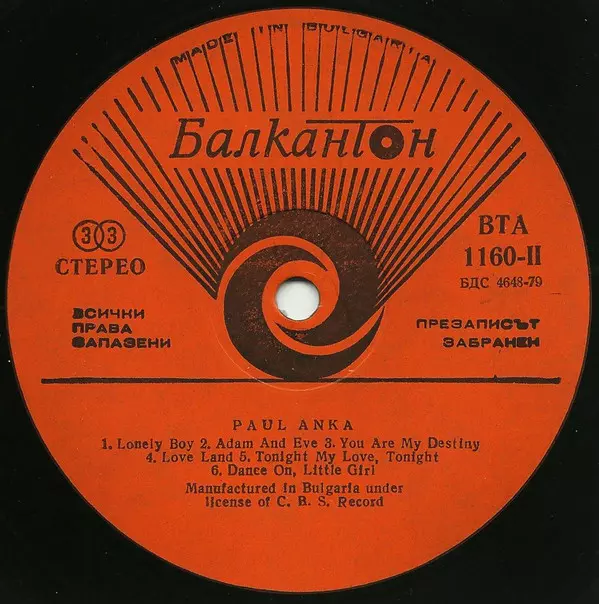 MADE IN BULGARIA
Балкантон
33
СТЕРЕО
ВТА
1160-II
БДС 4648-79
ВСИЧКИ
ПРАВА
ЗАПАЗЕНИ
ПРЕЗАПИСЪТ
ЗАБРАНЕН
PAUL ANKA
1. Lonely Boy 2. Adam And Eve 3. You Are My Destiny
4. Love Land 5. Tonight My Love, Tonight
6. Dance On, Little Girl
Manufactured in Bulgaria under
license of C. B. S. Record